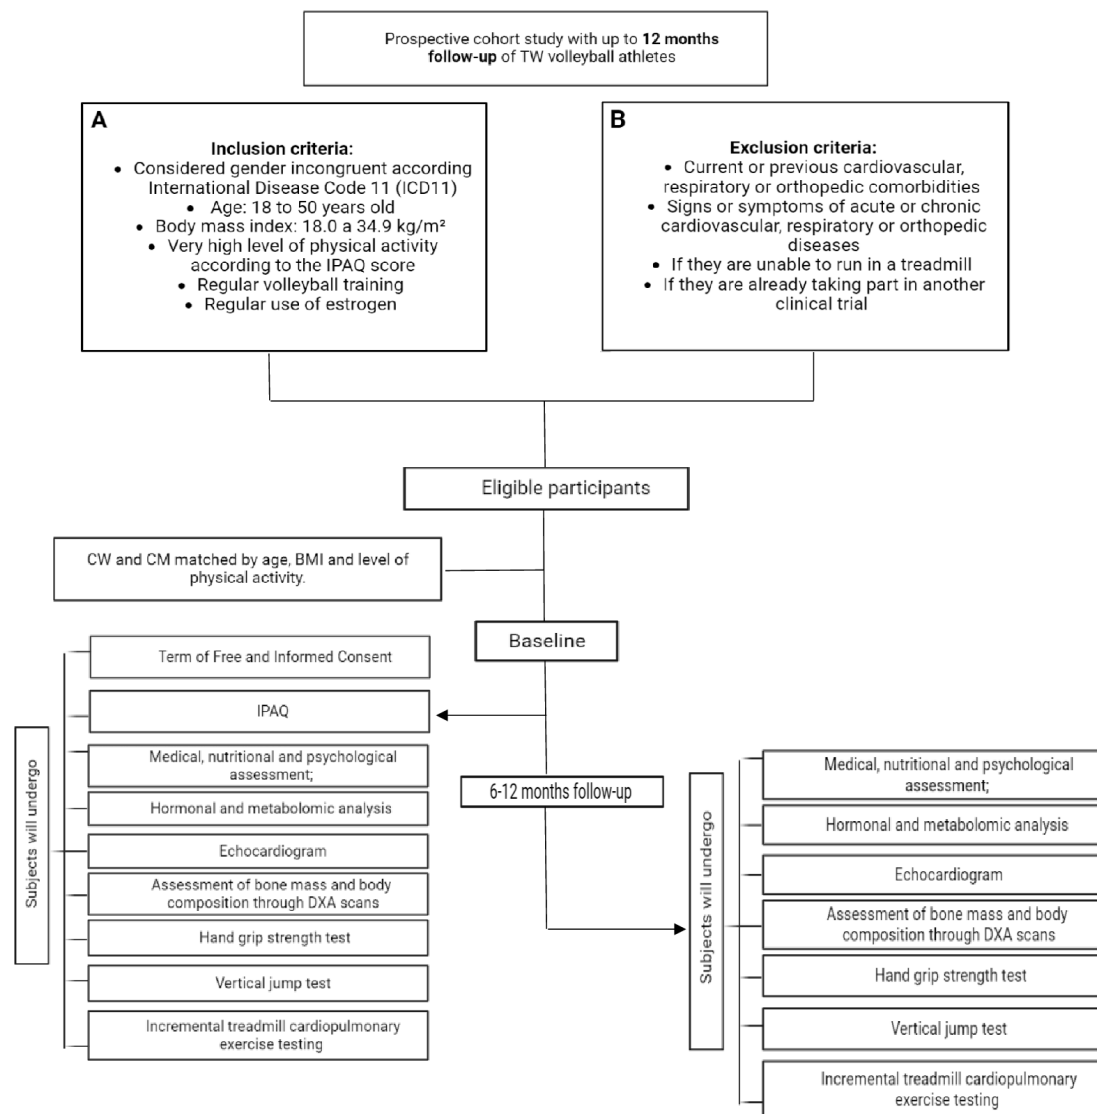 Prospective cohort study with up to 12 months
follow-up of TW volleyball athletes
A
Inclusion criteria:
• Considered gender incongruent according
International Disease Code 11 (ICD11)
• Age: 18 to 50 years old
• Body mass index: 18.0 a 34.9 kg/m²
• Very high level of physical activity
according to the IPAQ score
• Regular volleyball training
• Regular use of estrogen
B
Exclusion criteria:
• Current or previous cardiovascular,
respiratory or orthopedic comorbidities
• Signs or symptoms of acute or chronic
cardiovascular, respiratory or orthopedic
diseases
• If they are unable to run in a treadmill
• If they are already taking part in another
clinical trial
Eligible participants
CW and CM matched by age, BMI and level of
physical activity.
Baseline
Subjects will undergo
Term of Free and Informed Consent
IPAQ
Medical, nutritional and psychological
assessment;
Hormonal and metabolomic analysis
Echocardiogram
Assessment of bone mass and body
composition through DXA scans
Hand grip strength test
Vertical jump test
Incremental treadmill cardiopulmonary
exercise testing
6-12 months follow-up
Subjects will undergo
Medical, nutritional and psychological
assessment;
Hormonal and metabolomic analysis
Echocardiogram
Assessment of bone mass and body
composition through DXA scans
Hand grip strength test
Vertical jump test
Incremental treadmill cardiopulmonary
exercise testing